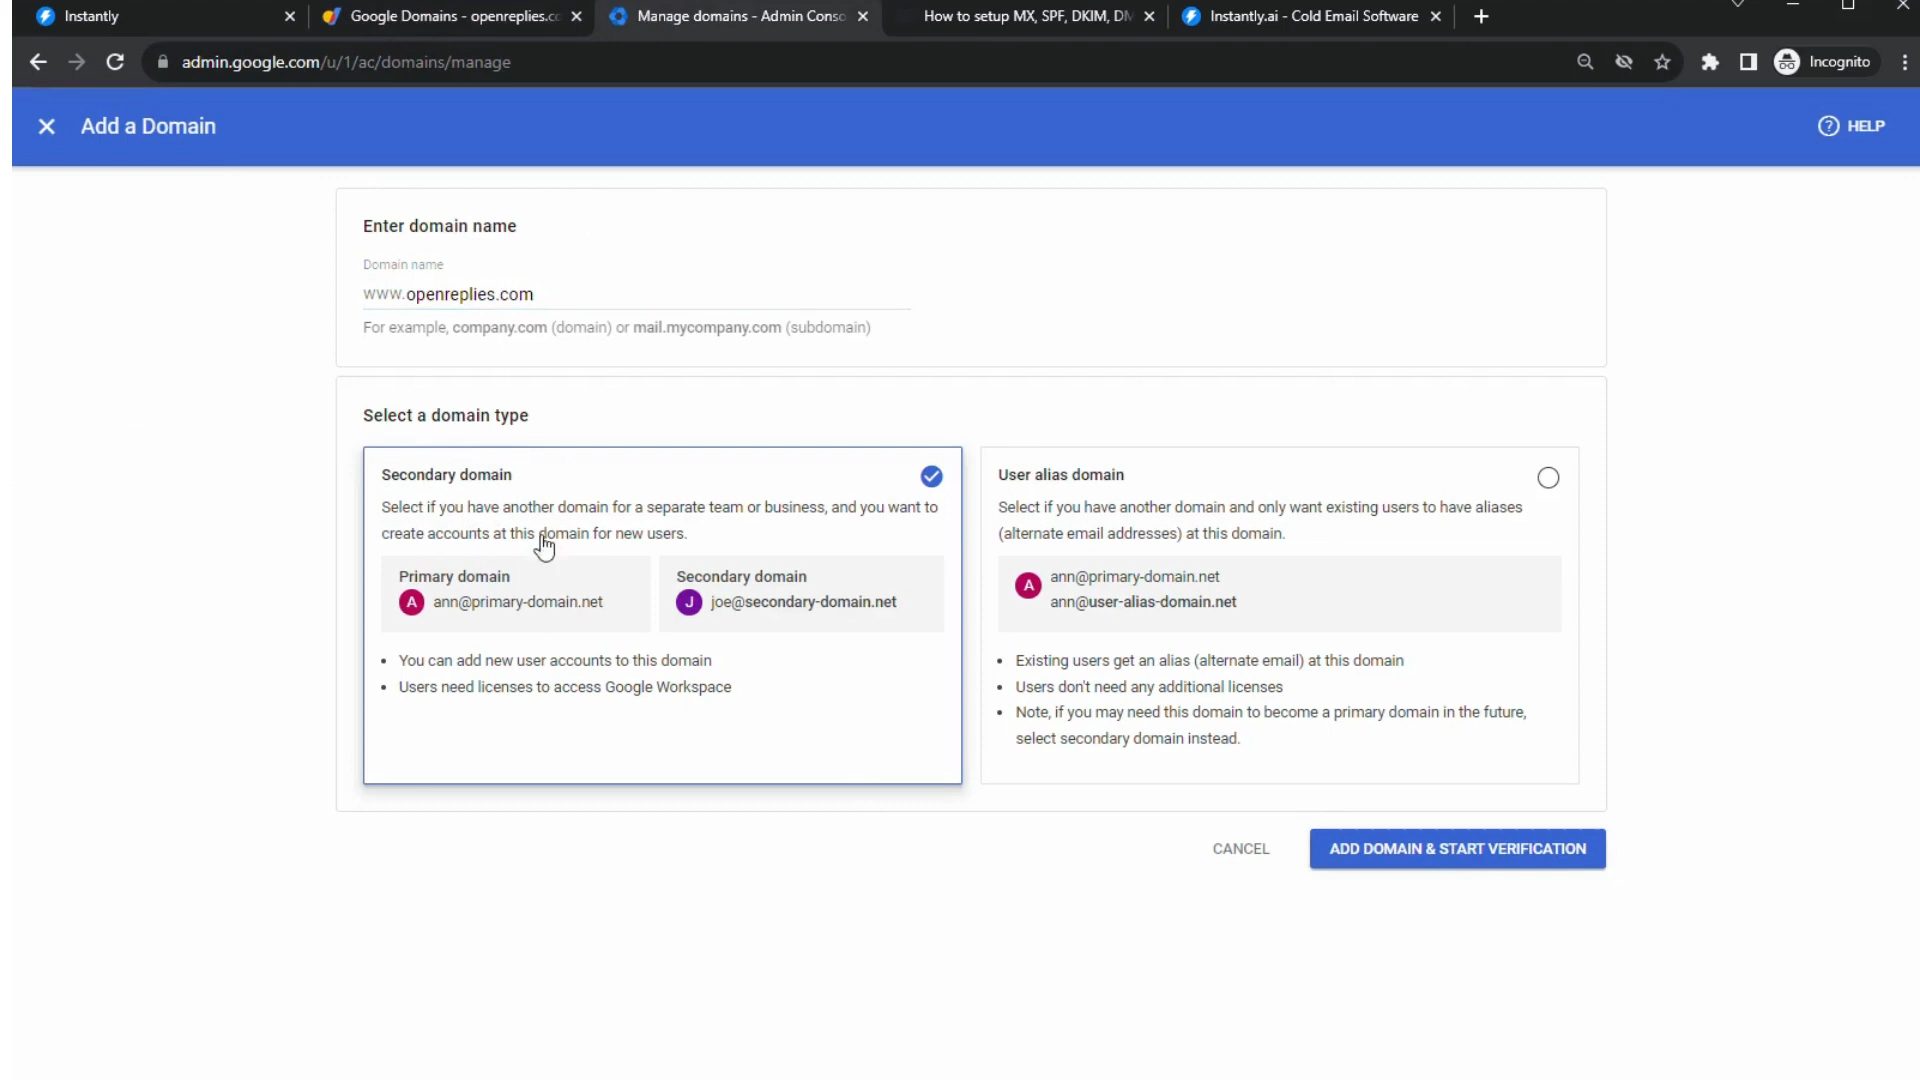 Instantly
Google Domains - openreplies.cc
Manage domains - Admin Conso
How to setup MX, SPF, DKIM, DM
Instantly.ai - Cold Email Software
admin.google.com/u/1/ac/domains/manage
Incognito
Add a Domain
HELP
Enter domain name
Domain name
www.openreplies.com
For example, company.com (domain) or mail.mycompany.com (subdomain)
Select a domain type
Secondary domain
Select if you have another domain for a separate team or business, and you want to
create accounts at this domain for new users.
Primary domain
A ann@primary-domain.net
Secondary domain
J joe@secondary-domain.net
• You can add new user accounts to this domain
• Users need licenses to access Google Workspace
User alias domain
Select if you have another domain and only want existing users to have aliases
(alternate email addresses) at this domain.
A
ann@primary-domain.net
ann@user-alias-domain.net
• Existing users get an alias (alternate email) at this domain
• Users don't need any additional licenses
• Note, if you may need this domain to become a primary domain in the future,
select secondary domain instead.
CANCEL
ADD DOMAIN & START VERIFICATION